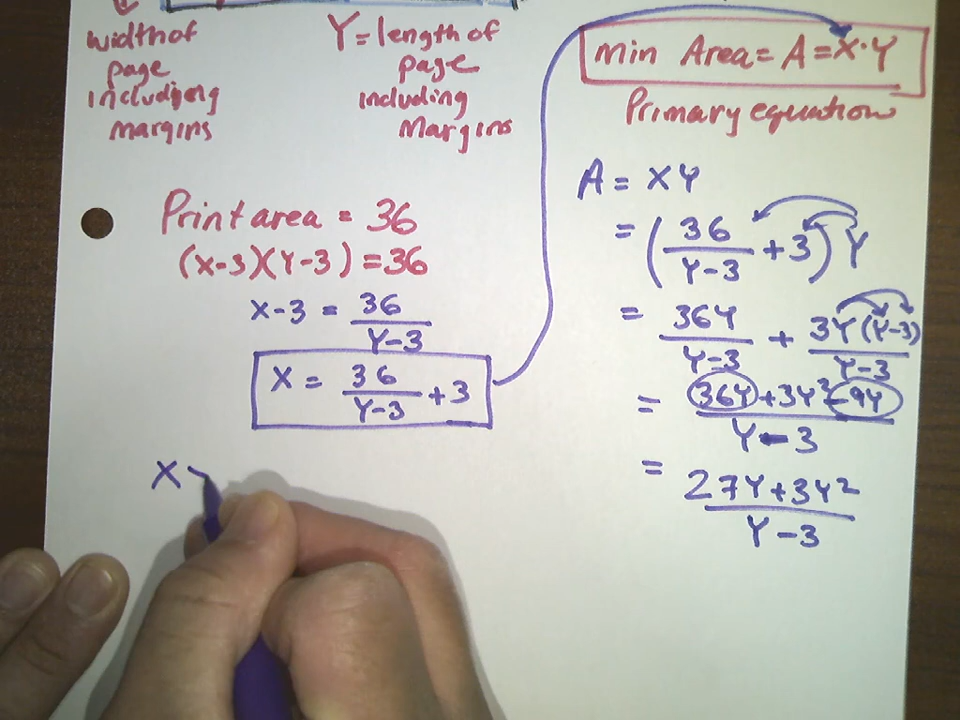 width of
page
including
margins
Y = length of
page
including
Margins
min Area = A = X·Y
Primary equation
Print area = 36
(x-3)(Y-3) = 36
x-3 = 36/(Y-3)
X = 36/(Y-3) + 3
X
A = XY
= (36/(Y-3) + 3) Y
= 36Y/(Y-3) + 3Y(Y-3)/(Y-3)
= (36Y + 3Y² - 9Y)/(Y-3)
= (27Y + 3Y²)/(Y-3)